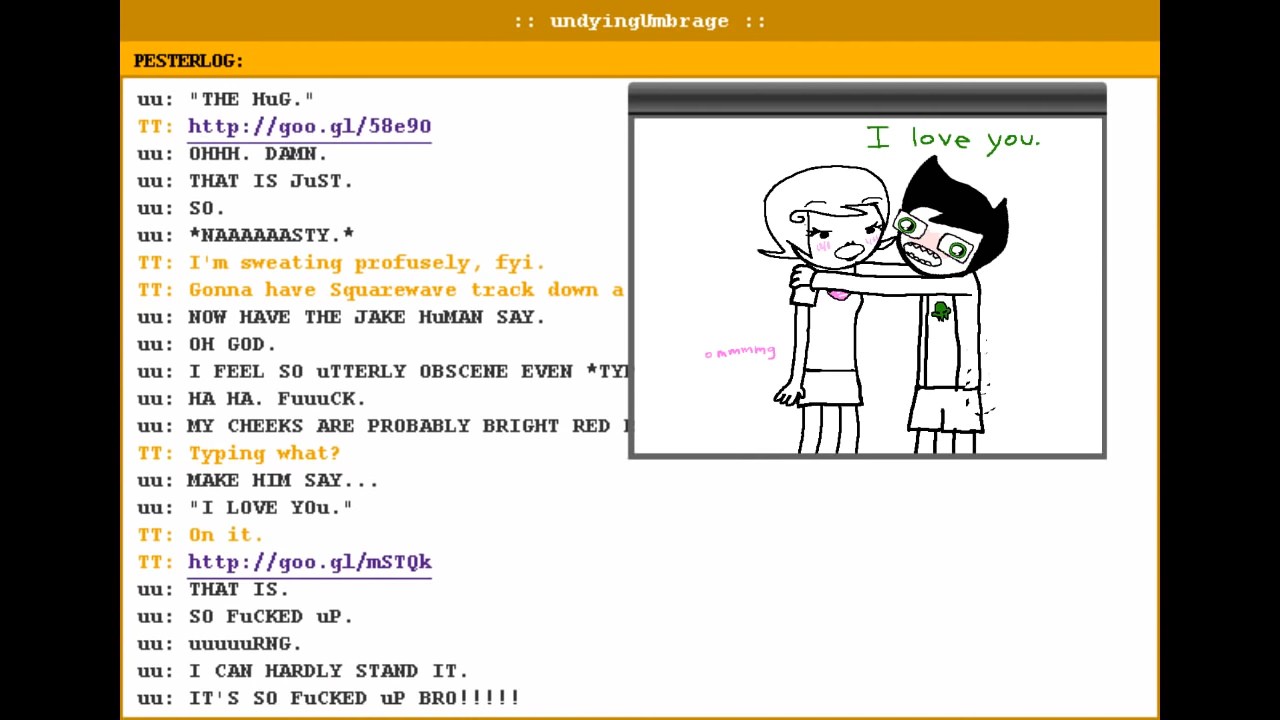 :: undyingUmbrage ::
PESTERLOG:
uu: "THE HuG."
TT: http://goo.gl/58e9O
uu: OHHH. DAMN.
uu: THAT IS JuST.
uu: SO.
uu: *NAAAAAASTY.*
TT: I'm sweating profusely, fyi.
TT: Gonna have Squarewave track down a
uu: NOW HAVE THE JAKE HuMAN SAY.
uu: OH GOD.
uu: I FEEL SO uTTERLY OBSCENE EVEN
uu: HA HA. FuuuCK.
uu: MY CHEEKS ARE PROBABLY BRIGHT RED
TT: Typing what?
uu: MAKE HIM SAY...
uu: "I LOVE YOu."
TT: On it.
TT: http://goo.gl/mSTQk
uu: THAT IS.
uu: SO FuCKED uP.
uu: uuuuuRNG.
uu: I CAN HARDLY STAND IT.
uu: IT'S SO FuCKED uP BRO!!!!!
I love you.
ommmmg